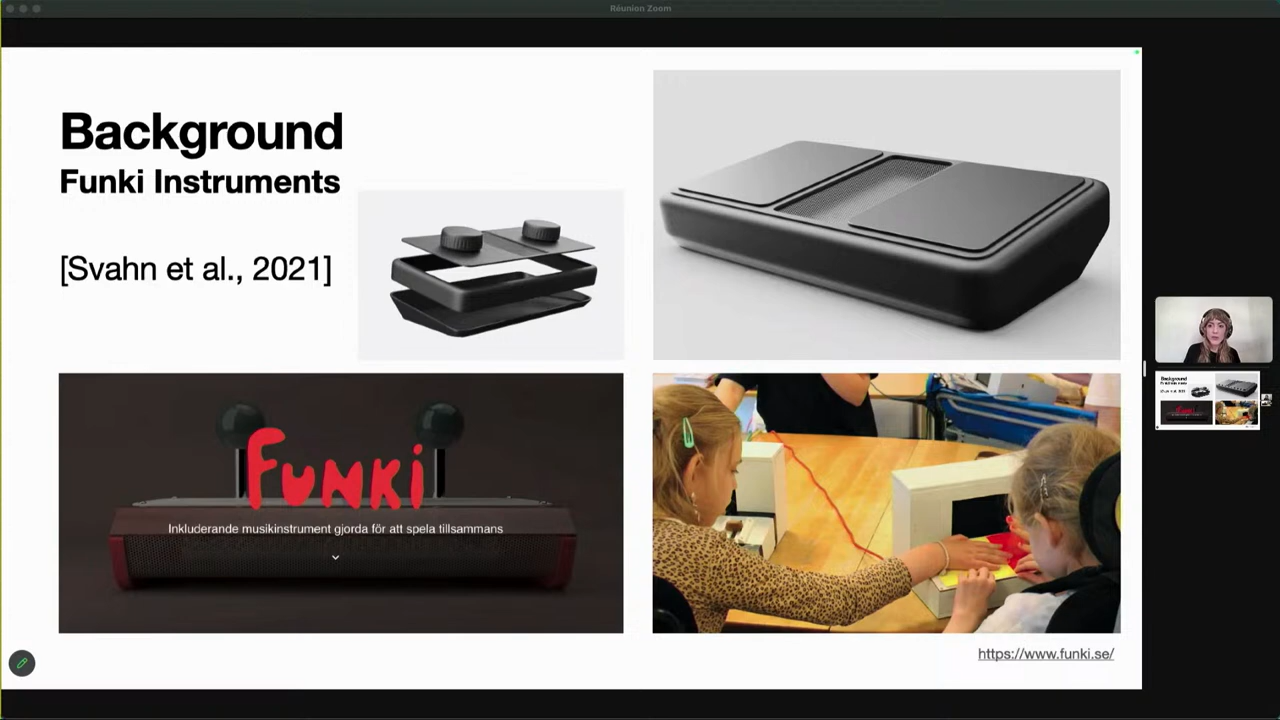 Réunion Zoom
Background
Funki Instruments
[Svahn et al., 2021]
FUNKi
Inkluderande musikinstrument gjorda för att spela tillsammans
https://www.funki.se/